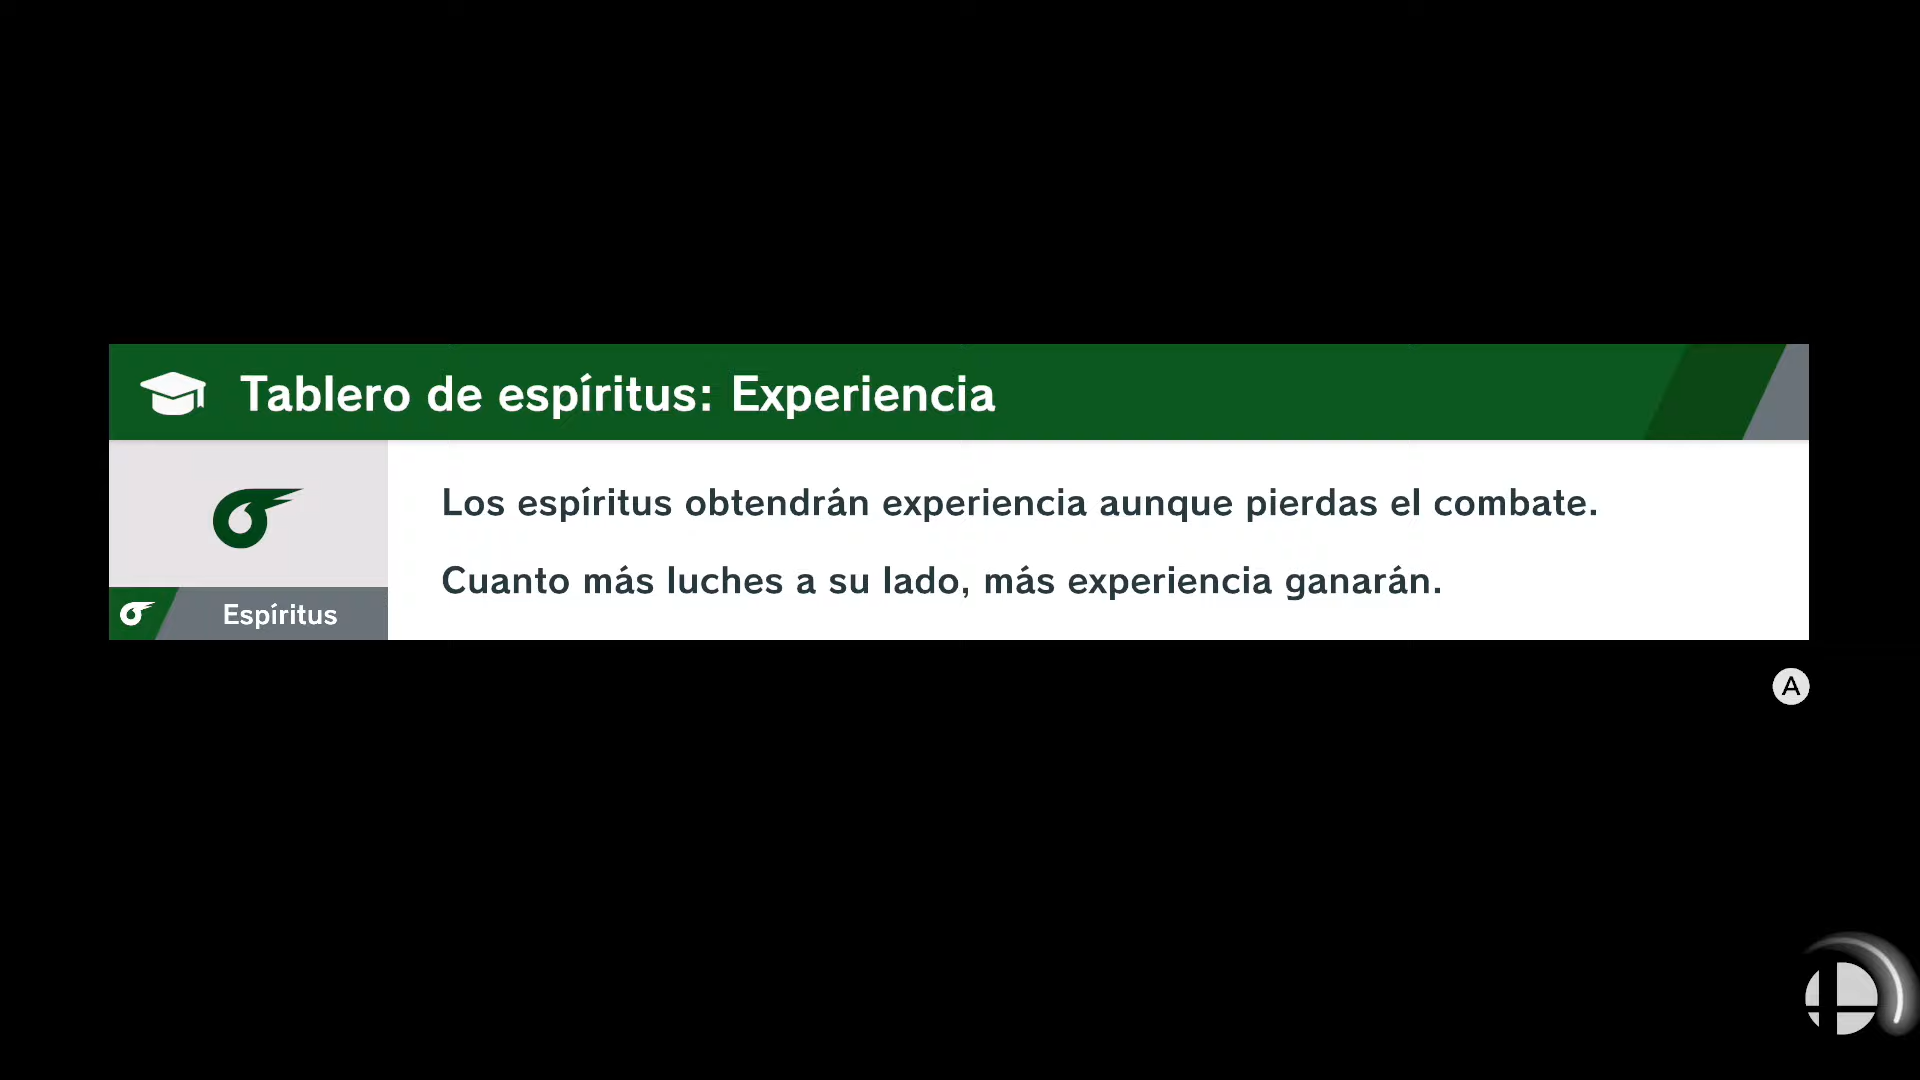 Tablero de espíritus: Experiencia
Los espíritus obtendrán experiencia aunque pierdas el combate.
Cuanto más luches a su lado, más experiencia ganarán.
Espíritus
A